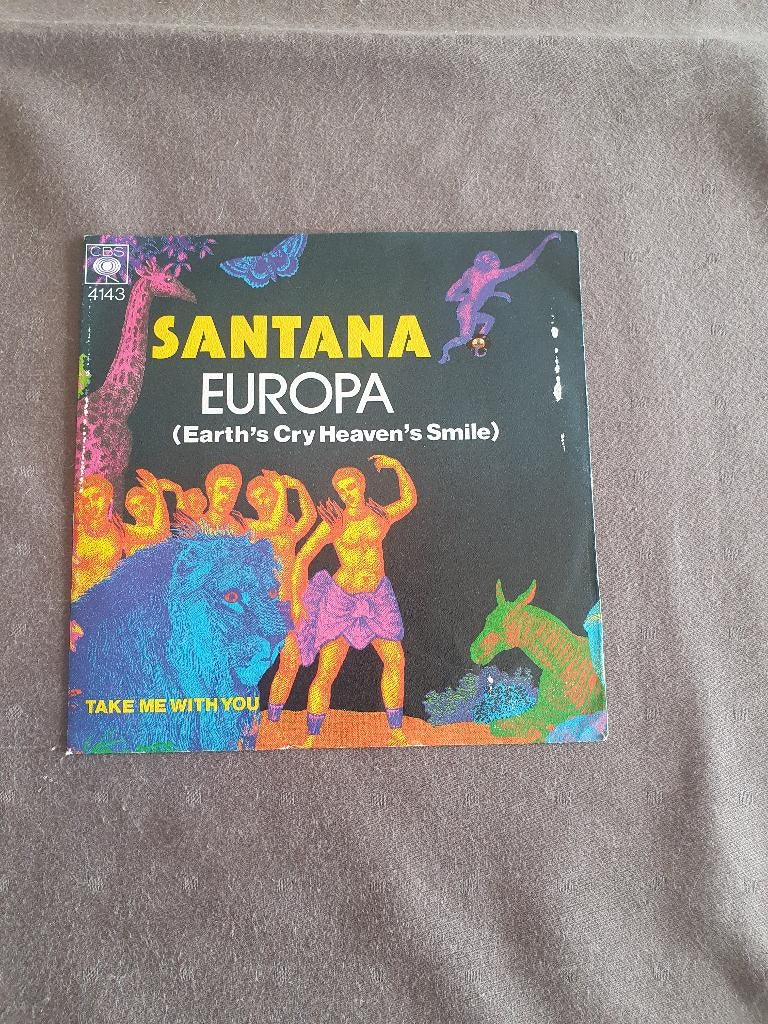 CBS
4143
SANTANA
EUROPA
(Earth's Cry Heaven's Smile)
TAKE ME WITH YOU